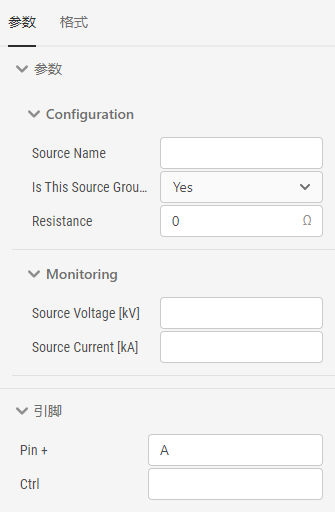 参数 格式
参数
Configuration
Source Name
Is This Source Grou... Yes
Resistance 0 Ω
Monitoring
Source Voltage [kV]
Source Current [kA]
引脚
Pin + A
Ctrl